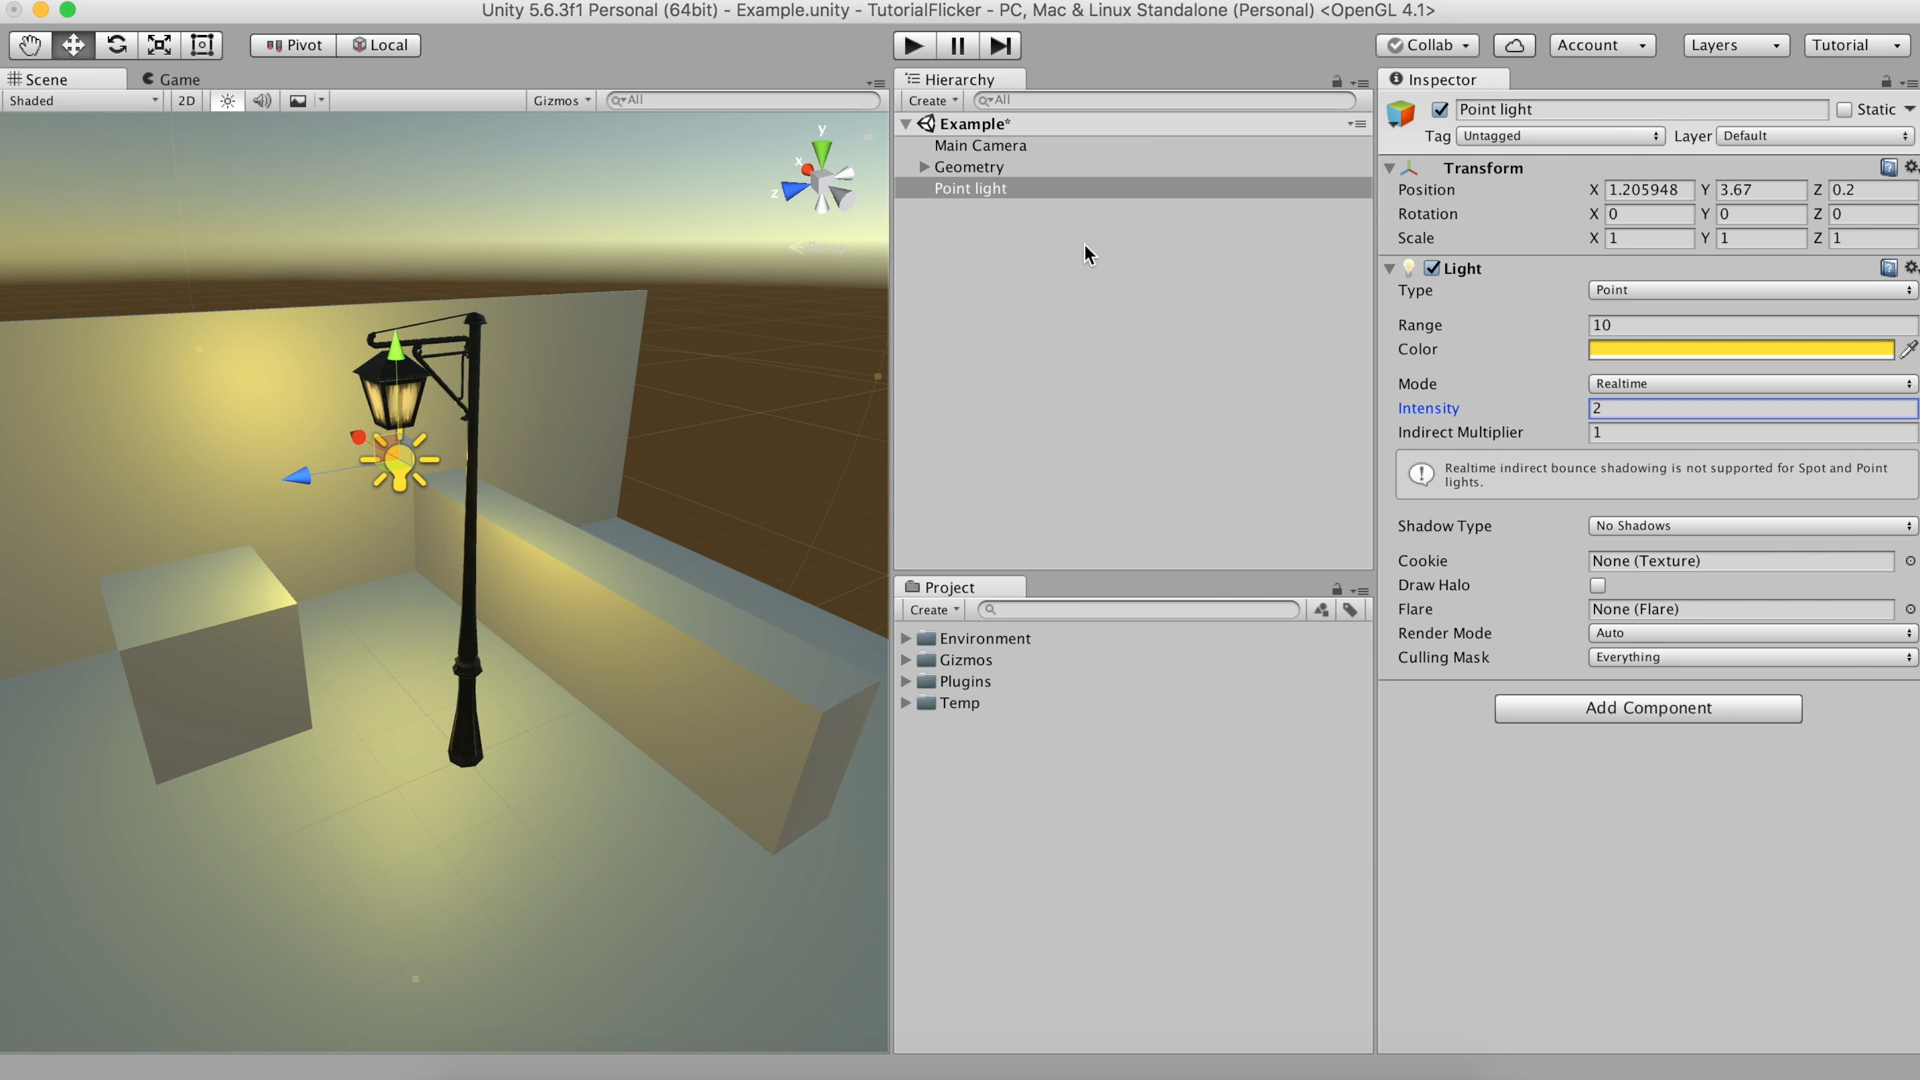 Unity 5.6.3f1 Personal (64bit) - Example.unity - TutorialFlicker - PC, Mac & Linux Standalone (Personal) <OpenGL 4.1>
Pivot Local Collab Account Layers Tutorial
Scene Game
Shaded 2D Gizmos All
y
x
z
Persp
Hierarchy
Create All
Example*
Main Camera
Geometry
Point light
Project
Create
Environment
Gizmos
Plugins
Temp
Inspector
Point light Static
Tag Untagged Layer Default
Transform
Position X 1.205948 Y 3.67 Z 0.2
Rotation X 0 Y 0 Z 0
Scale X 1 Y 1 Z 1
Light
Type Point
Range 10
Color
Mode Realtime
Intensity 2
Indirect Multiplier 1
Realtime indirect bounce shadowing is not supported for Spot and Point
lights.
Shadow Type No Shadows
Cookie None (Texture)
Draw Halo
Flare None (Flare)
Render Mode Auto
Culling Mask Everything
Add Component